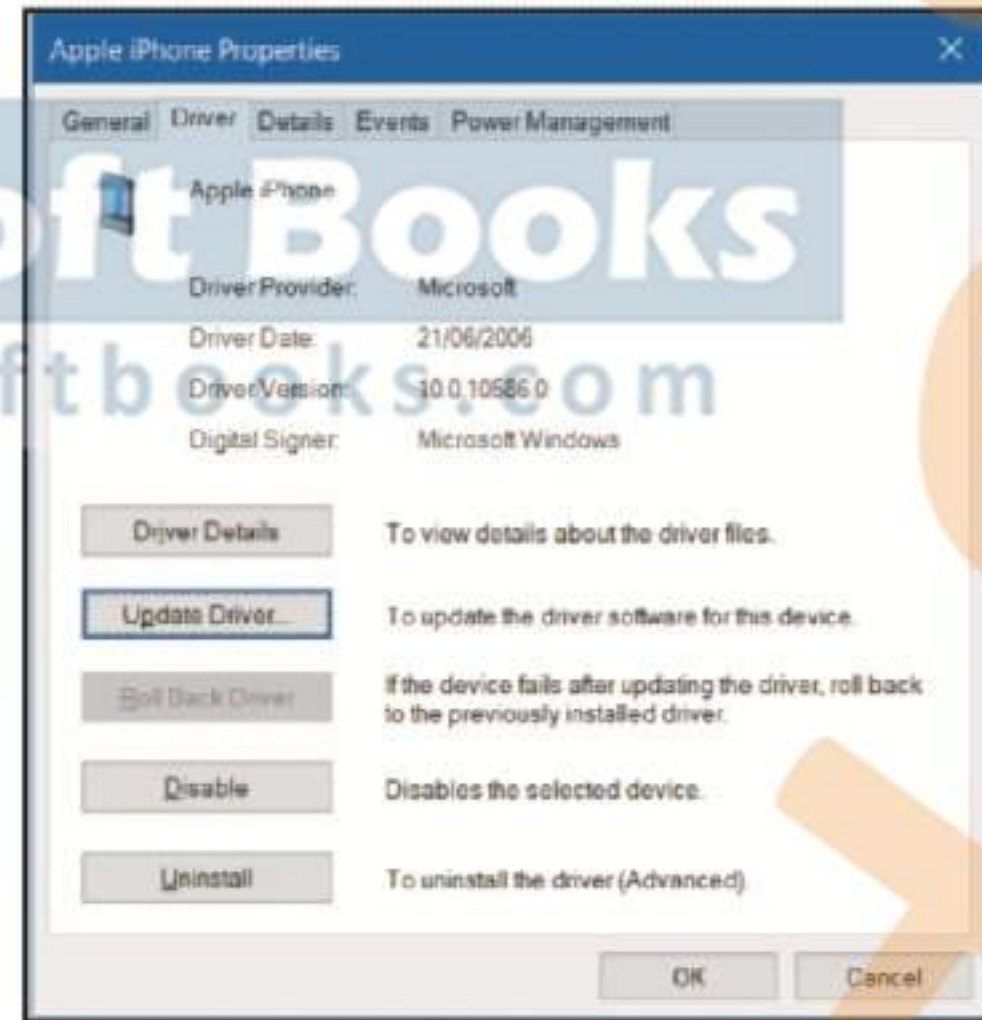 Apple iPhone Properties
General Driver Details Events Power Management
Apple iPhone
oft Books
Driver Provider: Microsoft
Driver Date: 21/06/2006
ftbooks.com
Driver Version: 10.0.10586.0
Digital Signer: Microsoft Windows
Driver Details To view details about the driver files.
Update Driver... To update the driver software for this device.
Roll Back Driver If the device fails after updating the driver, roll back
to the previously installed driver.
Disable Disables the selected device.
Uninstall To uninstall the driver (Advanced).
OK Cancel